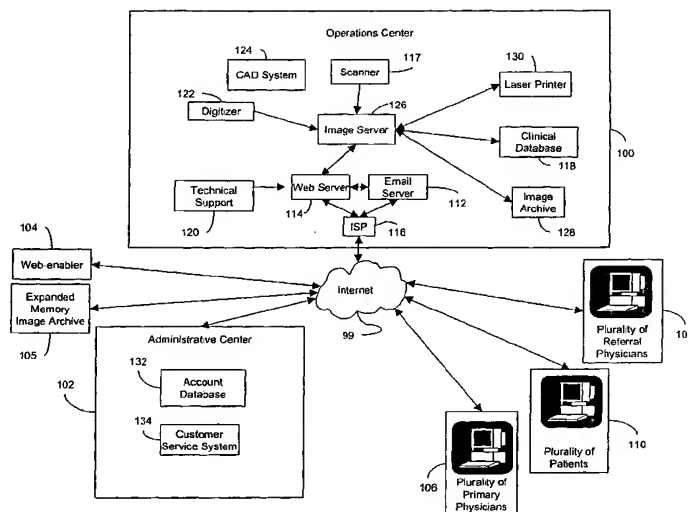 Operations Center
124
CAD System
117
Scanner
130
Laser Printer
122
Digitizer
126
Image Server
Clinical
Database
118
100
Technical
Support
120
Web Server
114
Email
Server
112
Image
Archive
128
ISP
116
104
Web-enabler
Expanded
Memory
Image Archive
105
Internet
99
Plurality of
Referral
Physicians
10
Administrative Center
102
132
Account
Database
134
Customer
Service System
Plurality of
Patients
110
106
Plurality of
Primary
Physicians